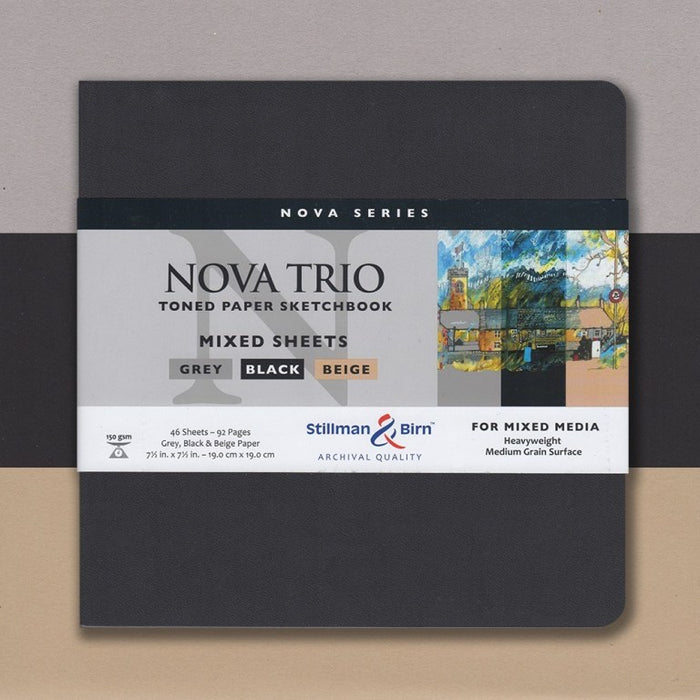 NOVA SERIES
NOVA TRIO
TONED PAPER SKETCHBOOK
MIXED SHEETS
GREY BLACK BEIGE
150 gsm
46 Sheets – 92 Pages
Grey, Black & Beige Paper
7½ in. x 7½ in. – 19.0 cm x 19.0 cm
Stillman & Birn™
ARCHIVAL QUALITY
FOR MIXED MEDIA
Heavyweight
Medium Grain Surface